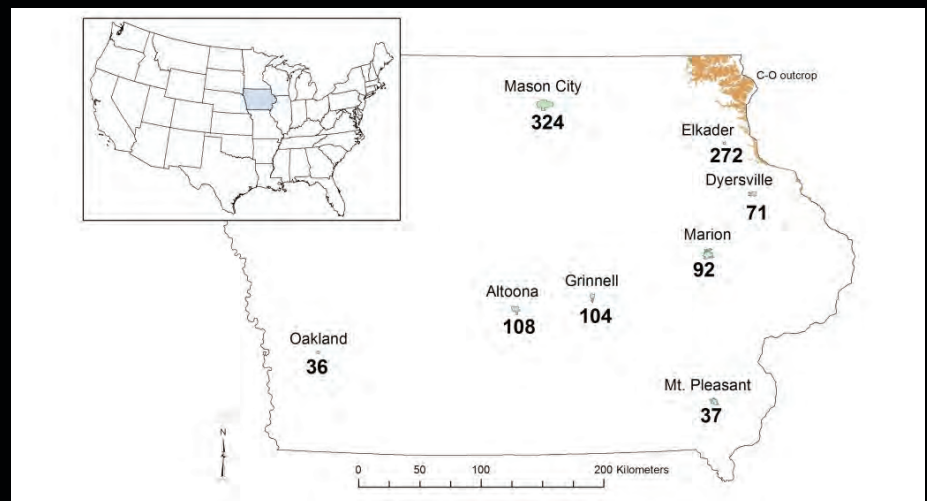 C-O outcrop
Mason City
324
Elkader
272
Dyersville
71
Marion
92
Grinnell
104
Altoona
108
Oakland
36
Mt. Pleasant
37
N
0 50 100 200 Kilometers